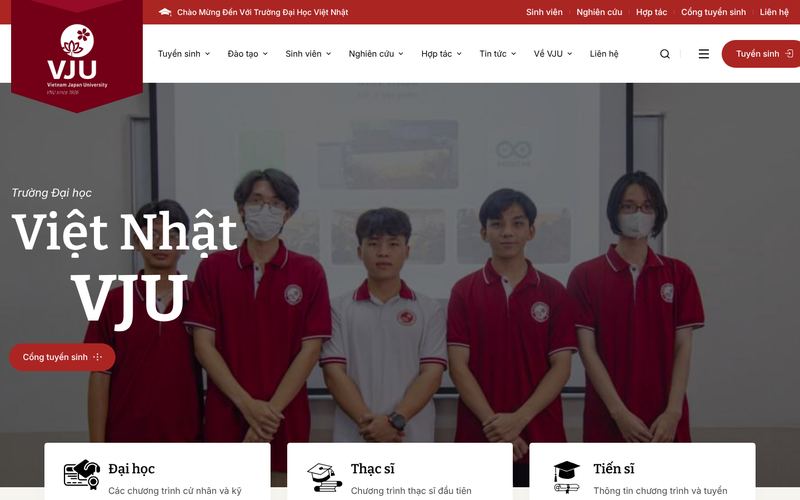 Chào Mừng Đến Với Trường Đại Học Việt Nhật
Sinh viên
Nghiên cứu
Hợp tác
Cổng tuyển sinh
Liên hệ
VJU
Vietnam Japan University
VNU since 1906
Tuyển sinh
Đào tạo
Sinh viên
Nghiên cứu
Hợp tác
Tin tức
Về VJU
Liên hệ
Tuyển sinh
Trường Đại học
Việt Nhật
VJU
Cổng tuyển sinh
Đại học
Các chương trình cử nhân và kỹ
Thạc sĩ
Chương trình thạc sĩ đầu tiên
Tiến sĩ
Thông tin chương trình và tuyển